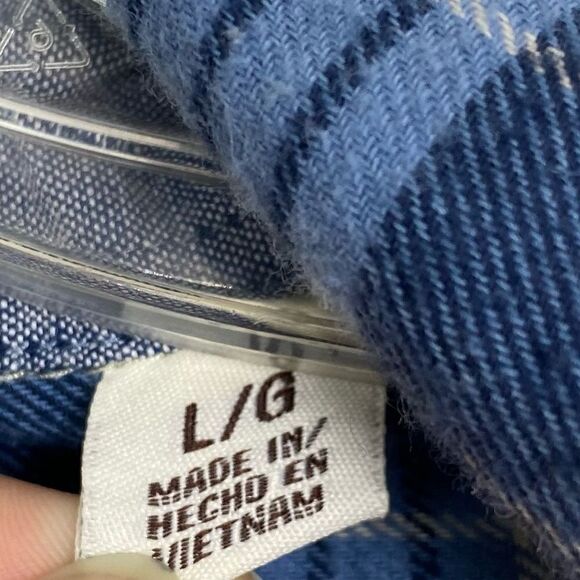 L/G
MADE IN/
HECHO EN
VIETNAM